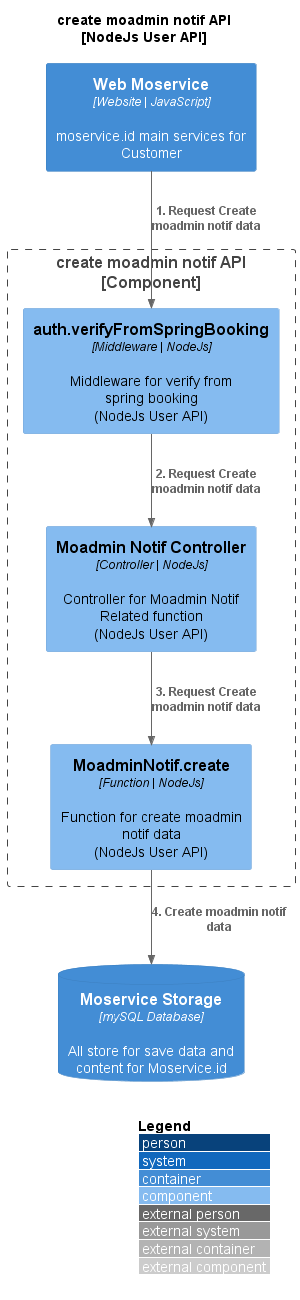 create moadmin notif API
[NodeJs User API]
Web Moservice
[Website | JavaScript]
moservice.id main services for
Customer
1. Request Create
moadmin notif data
create moadmin notif API
[Component]
auth.verifyFromSpringBooking
[Middleware | NodeJs]
Middleware for verify from
spring booking
(NodeJs User API)
2. Request Create
moadmin notif data
Moadmin Notif Controller
[Controller | NodeJs]
Controller for Moadmin Notif
Related function
(NodeJs User API)
3. Request Create
moadmin notif data
MoadminNotif.create
[Function | NodeJs]
Function for create moadmin
notif data
(NodeJs User API)
4. Create moadmin notif
data
Moservice Storage
[mySQL Database]
All store for save data and
content for Moservice.id
Legend
person
system
container
component
external person
external system
external container
external component